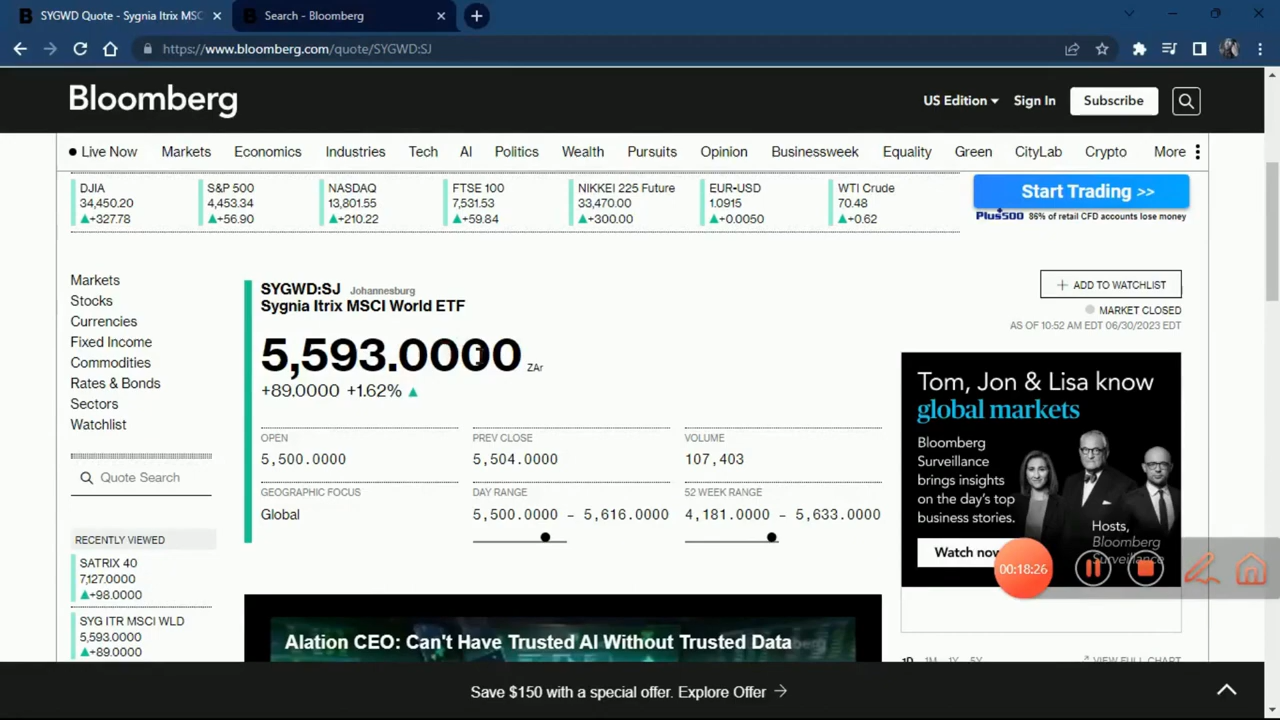 SYGWD Quote - Sygnia Itrix MSC
Search - Bloomberg
https://www.bloomberg.com/quote/SYGWD:SJ
Bloomberg
US Edition
Sign In
Subscribe
Live Now
Markets
Economics
Industries
Tech
AI
Politics
Wealth
Pursuits
Opinion
Businessweek
Equality
Green
CityLab
Crypto
More
DJIA
34,450.20
+327.78
S&P 500
4,453.34
+56.90
NASDAQ
13,801.55
+210.22
FTSE 100
7,531.53
+59.84
NIKKEI 225 Future
33,470.00
+300.00
EUR-USD
1.0915
+0.0050
WTI Crude
70.48
+0.62
Start Trading >>
Plus500 86% of retail CFD accounts lose money
Markets
Stocks
Currencies
Fixed Income
Commodities
Rates & Bonds
Sectors
Watchlist
Quote Search
RECENTLY VIEWED
SATRIX 40
7,127.0000
+98.0000
SYG ITR MSCI WLD
5,593.0000
+89.0000
SYGWD:SJ Johannesburg
Sygnia Itrix MSCI World ETF
5,593.0000 ZAr
+89.0000 +1.62%
OPEN
5,500.0000
PREV CLOSE
5,504.0000
VOLUME
107,403
GEOGRAPHIC FOCUS
Global
DAY RANGE
5,500.0000 – 5,616.0000
52 WEEK RANGE
4,181.0000 – 5,633.0000
Alation CEO: Can't Have Trusted AI Without Trusted Data
+ ADD TO WATCHLIST
MARKET CLOSED
AS OF 10:52 AM EDT 06/30/2023 EDT
Tom, Jon & Lisa know
global markets
Bloomberg
Surveillance
brings insights
on the day's top
business stories.
Hosts,
Bloomberg
Surveillance
Watch now
00:18:26
1D 1M 1Y 5Y
VIEW FULL CHART
Save $150 with a special offer. Explore Offer